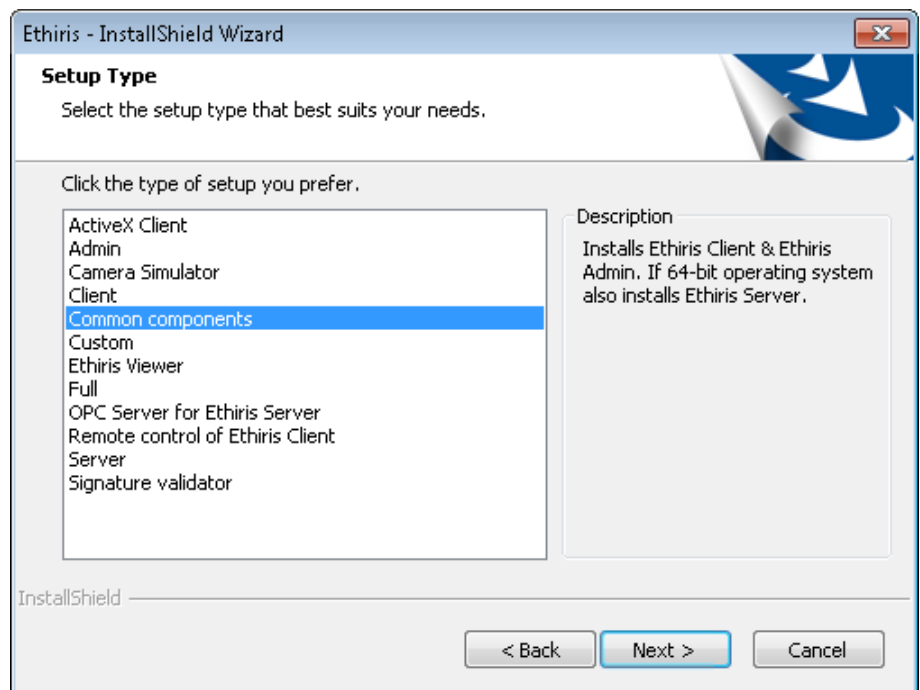 Ethiris - InstallShield Wizard
Setup Type
Select the setup type that best suits your needs.
Click the type of setup you prefer.
ActiveX Client
Admin
Camera Simulator
Client
Common components
Custom
Ethiris Viewer
Full
OPC Server for Ethiris Server
Remote control of Ethiris Client
Server
Signature validator
Description
Installs Ethiris Client & Ethiris
Admin. If 64-bit operating system
also installs Ethiris Server.
InstallShield
< Back
Next >
Cancel